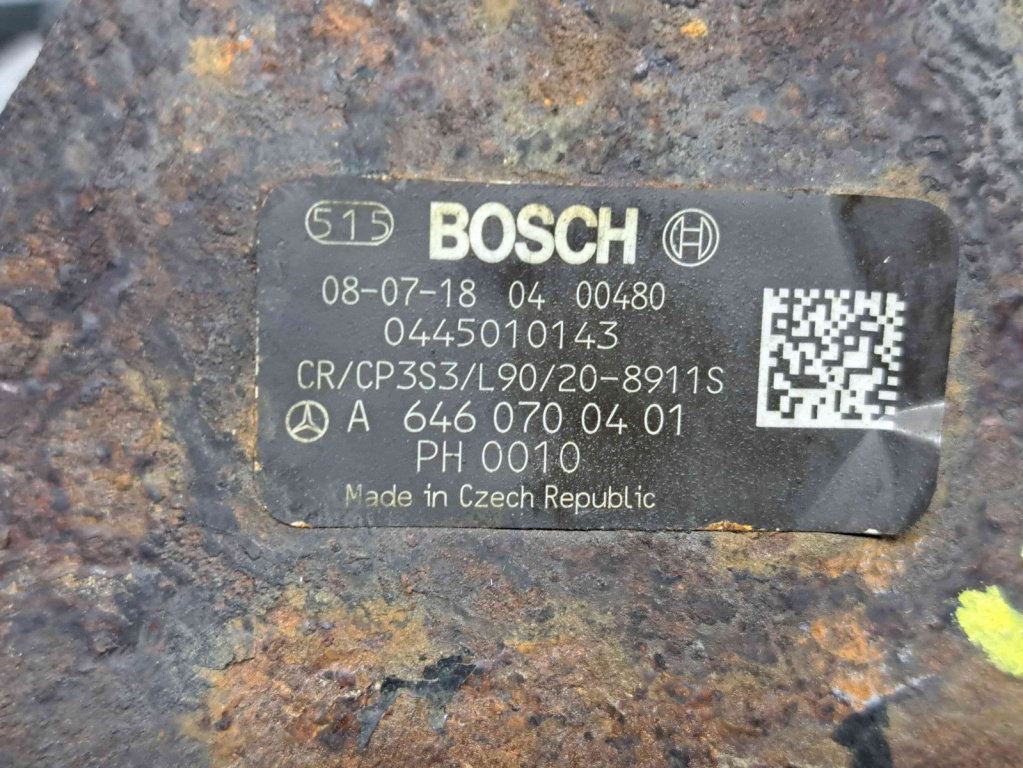 515 BOSCH
08-07-18 04 00480
0445010143
CR/CP3S3/L90/20-8911S
A 646 070 04 01
PH 0010
Made in Czech Republic